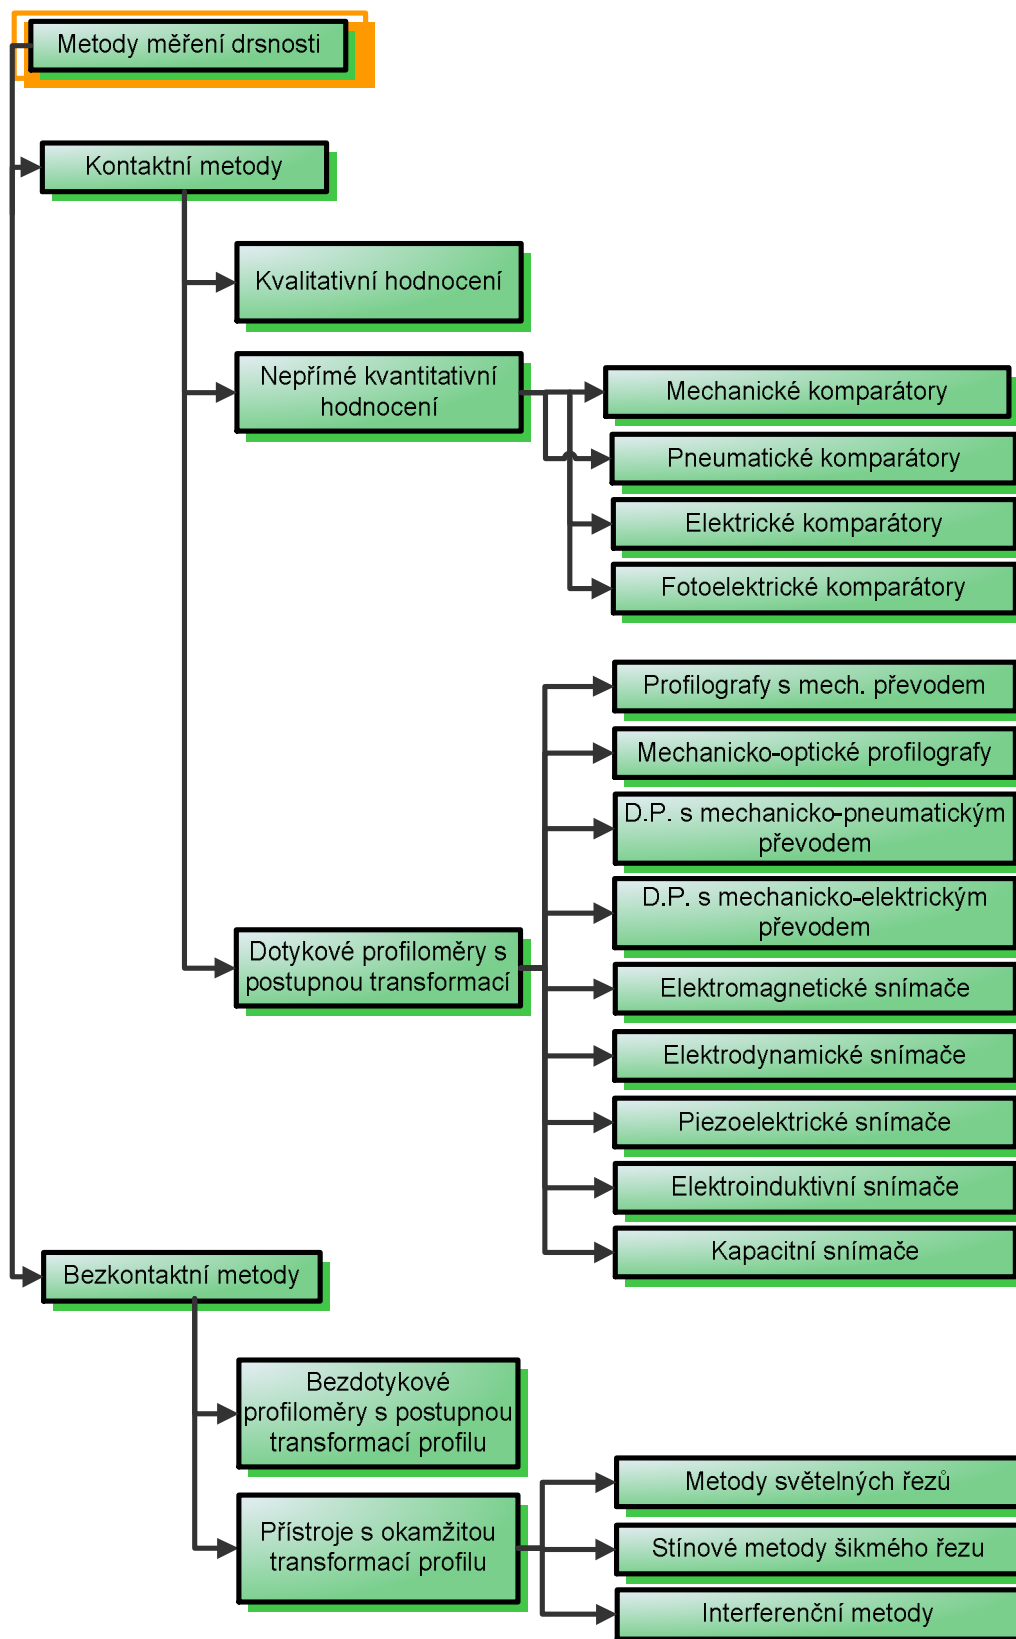 Metody měření drsnosti
Kontaktní metody
Kvalitativní hodnocení
Nepřímé kvantitativní
hodnocení
Mechanické komparátory
Pneumatické komparátory
Elektrické komparátory
Fotoelektrické komparátory
Profilografy s mech. převodem
Mechanicko-optické profilografy
D.P. s mechanicko-pneumatickým
převodem
D.P. s mechanicko-elektrickým
převodem
Dotykové profiloměry s
postupnou transformací
Elektromagnetické snímače
Elektrodynamické snímače
Piezoelektrické snímače
Elektroinduktivní snímače
Kapacitní snímače
Bezkontaktní metody
Bezdotykové
profiloměry s postupnou
transformací profilu
Přístroje s okamžitou
transformací profilu
Metody světelných řezů
Stínové metody šikmého řezu
Interferenční metody